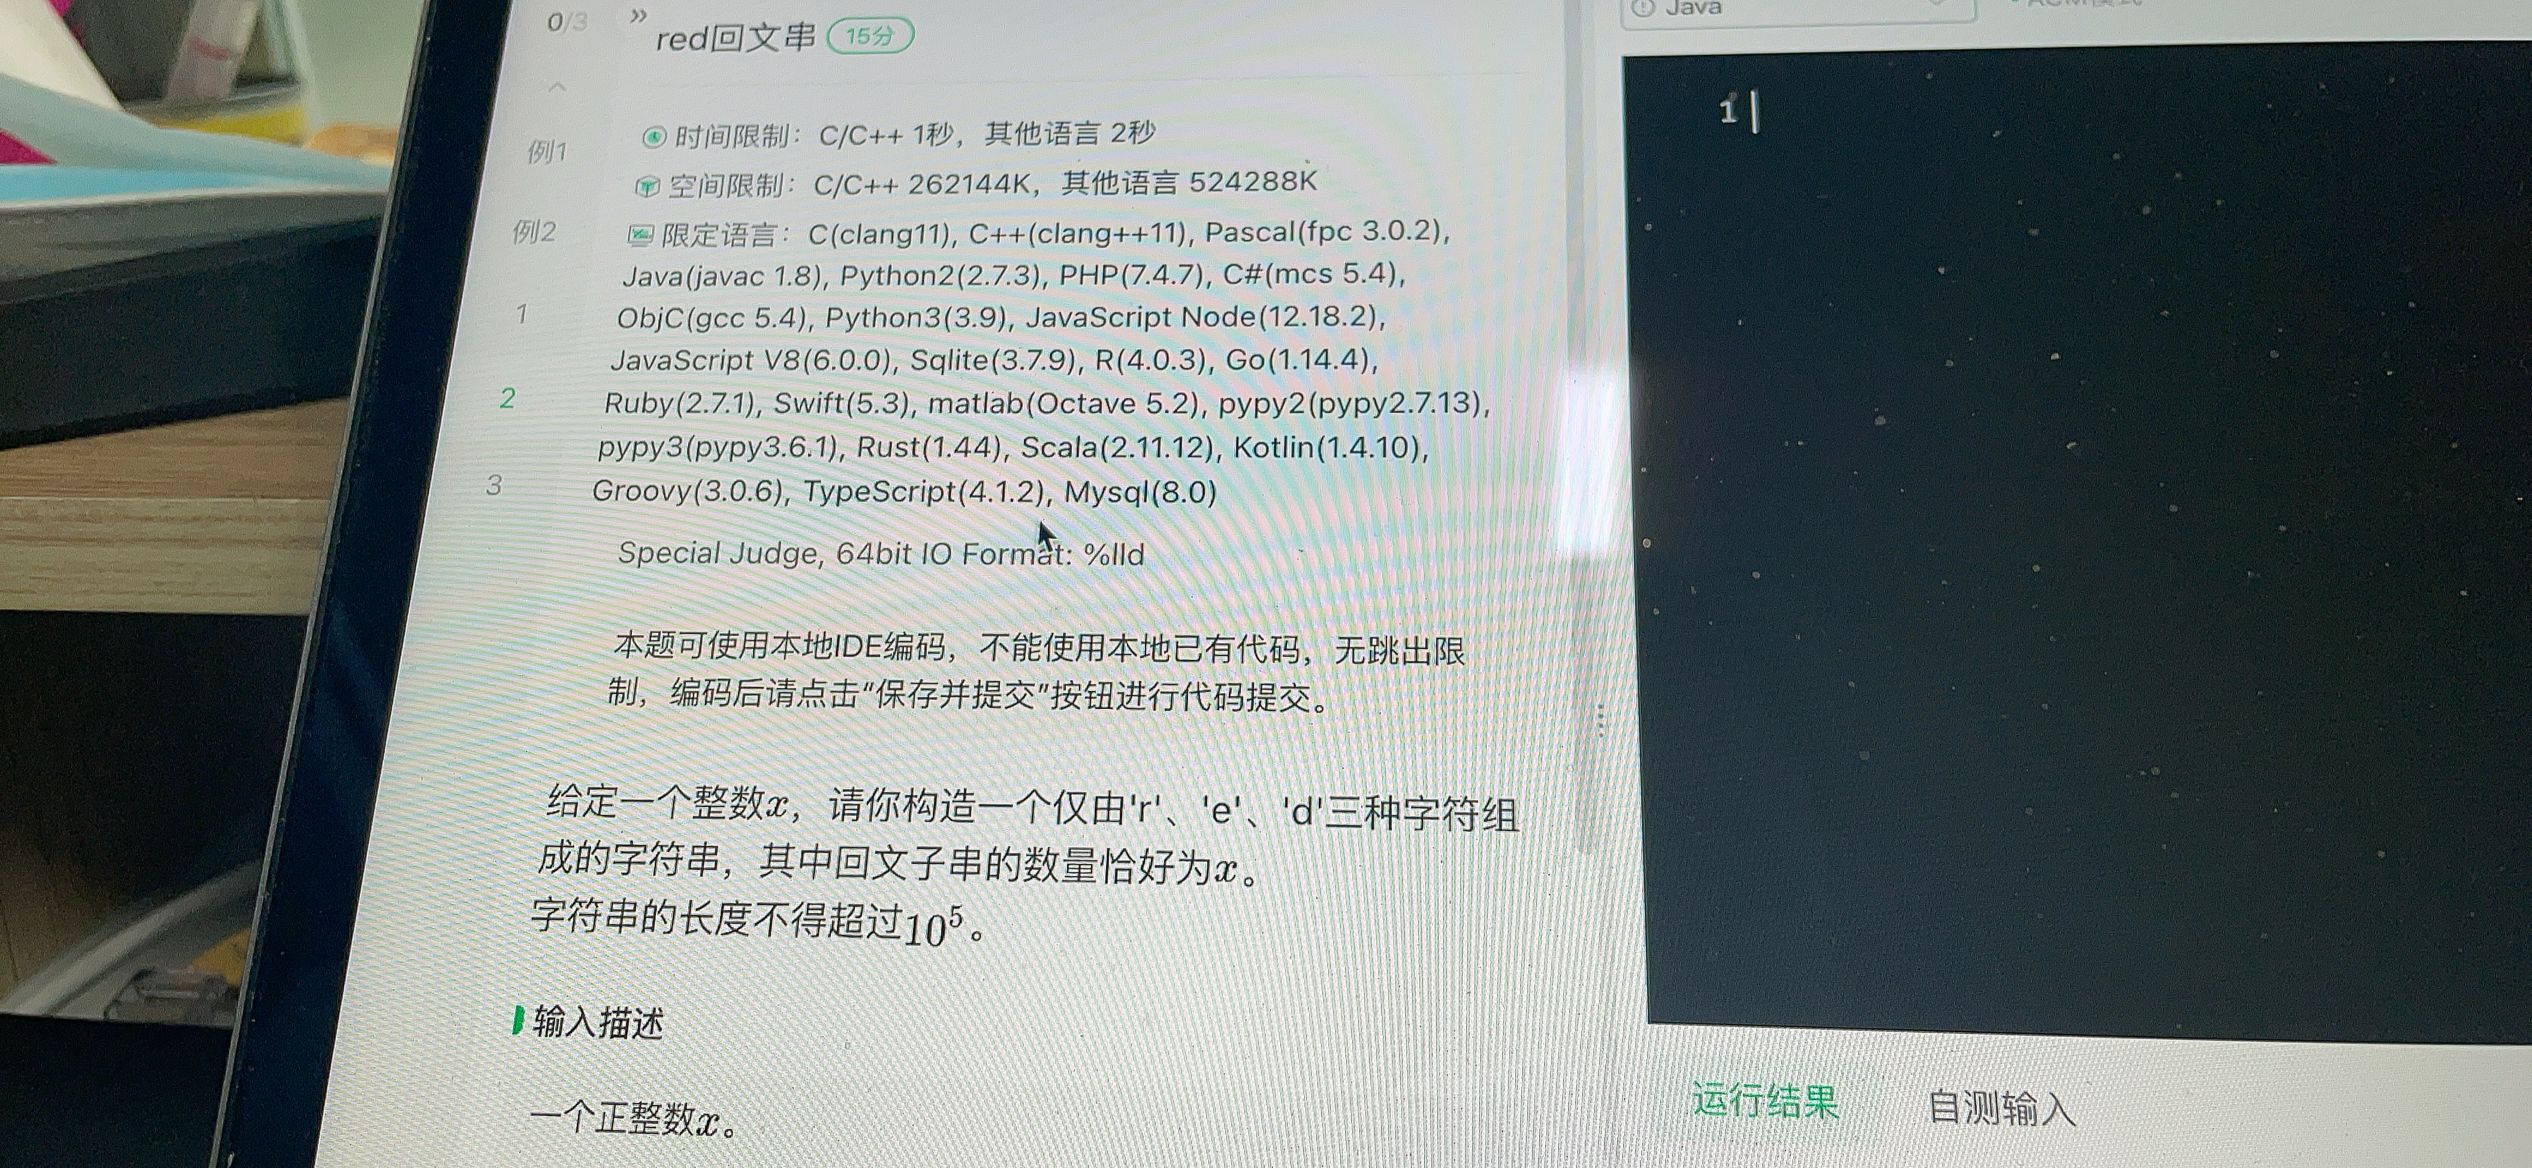 0/3
»
red回文串 15分
Java
例1
例2
1
2
3
时间限制：C/C++ 1秒，其他语言 2秒
空间限制：C/C++ 262144K，其他语言 524288K
限定语言：C(clang11), C++(clang++11), Pascal(fpc 3.0.2),
Java(javac 1.8), Python2(2.7.3), PHP(7.4.7), C#(mcs 5.4),
ObjC(gcc 5.4), Python3(3.9), JavaScript Node(12.18.2),
JavaScript V8(6.0.0), Sqlite(3.7.9), R(4.0.3), Go(1.14.4),
Ruby(2.7.1), Swift(5.3), matlab(Octave 5.2), pypy2(pypy2.7.13),
pypy3(pypy3.6.1), Rust(1.44), Scala(2.11.12), Kotlin(1.4.10),
Groovy(3.0.6), TypeScript(4.1.2), Mysql(8.0)
Special Judge, 64bit IO Format: %lld
本题可使用本地IDE编码，不能使用本地已有代码，无跳出限
制，编码后请点击"保存并提交"按钮进行代码提交。
给定一个整数x，请你构造一个仅由'r'、'e'、'd'三种字符组
成的字符串，其中回文子串的数量恰好为x。
字符串的长度不得超过10⁵。
输入描述
一个正整数x。
1
运行结果 自测输入